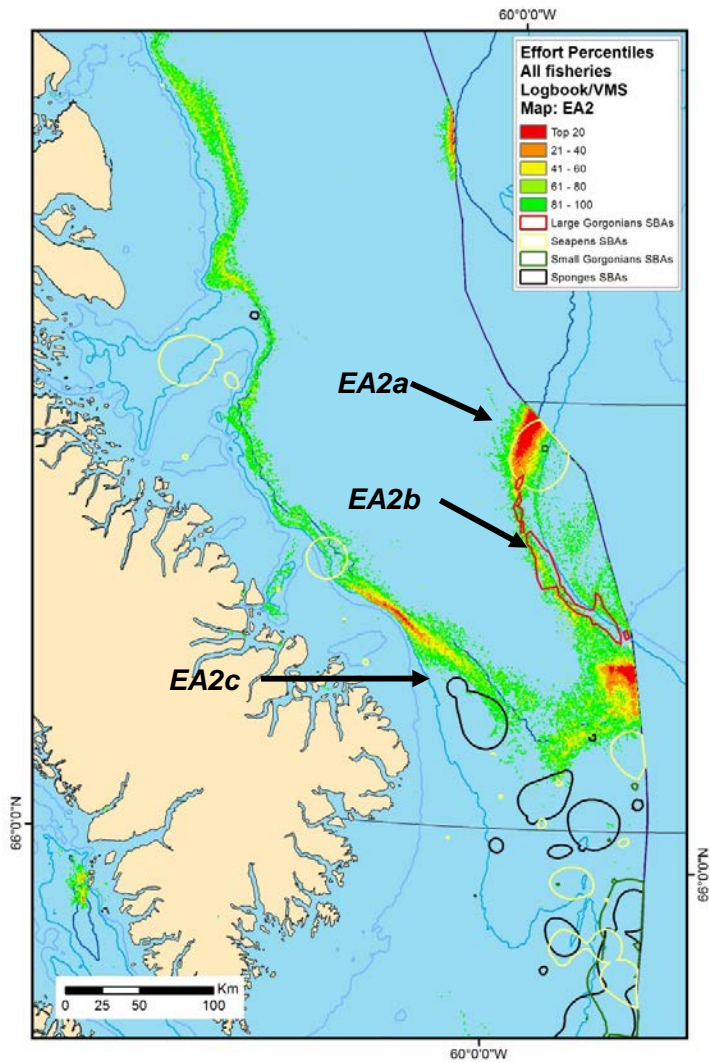 60°0'0"W
Effort Percentiles
All fisheries
Logbook/VMS
Map: EA2
Top 20
21 - 40
41 - 60
61 - 80
81 - 100
Large Gorgonians SBAs
Seapens SBAs
Small Gorgonians SBAs
Sponges SBAs
EA2a
EA2b
EA2c
66°0'0"N
66°0'0"N
Km
0 25 50 100
60°0'0"W